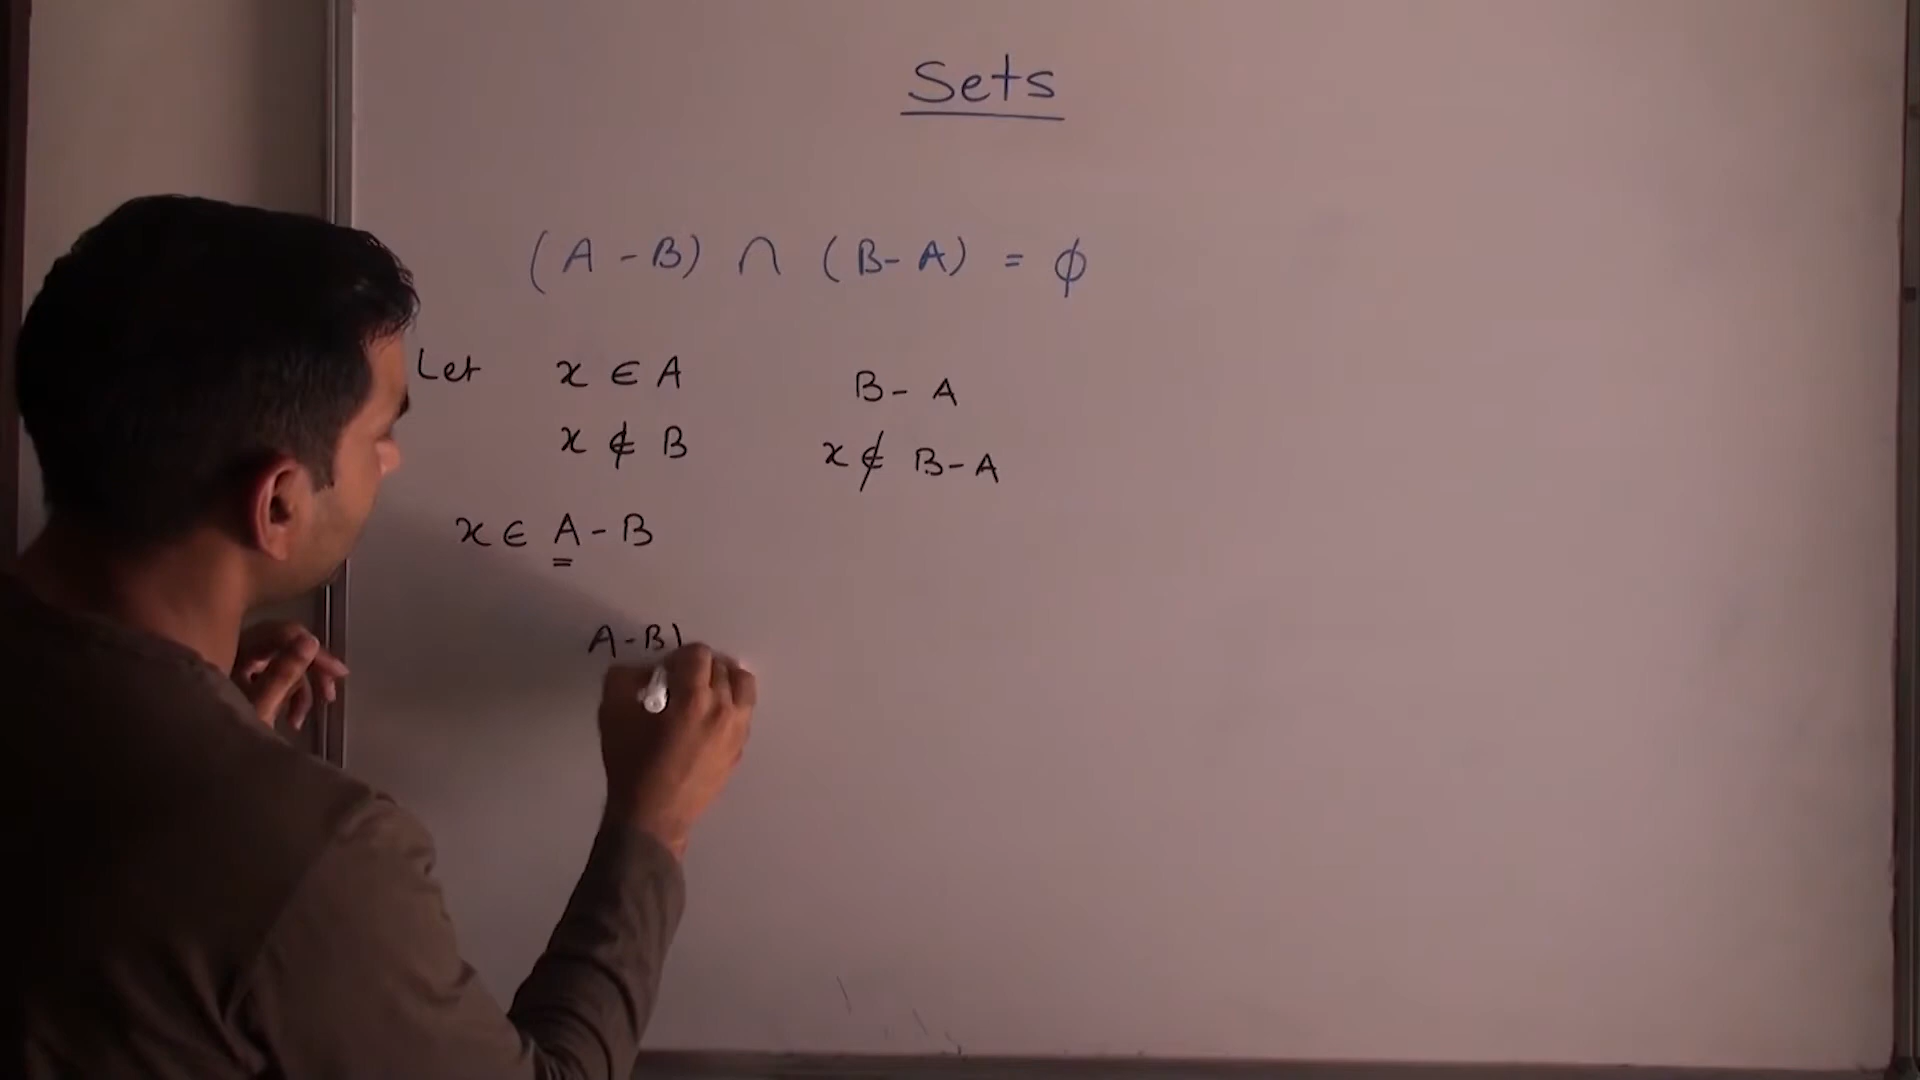 Sets
(A - B) ∩ (B - A) = ϕ
Let x ∈ A
x ∉ B
x ∈ A - B
B - A
x ∉ B - A
A - B)